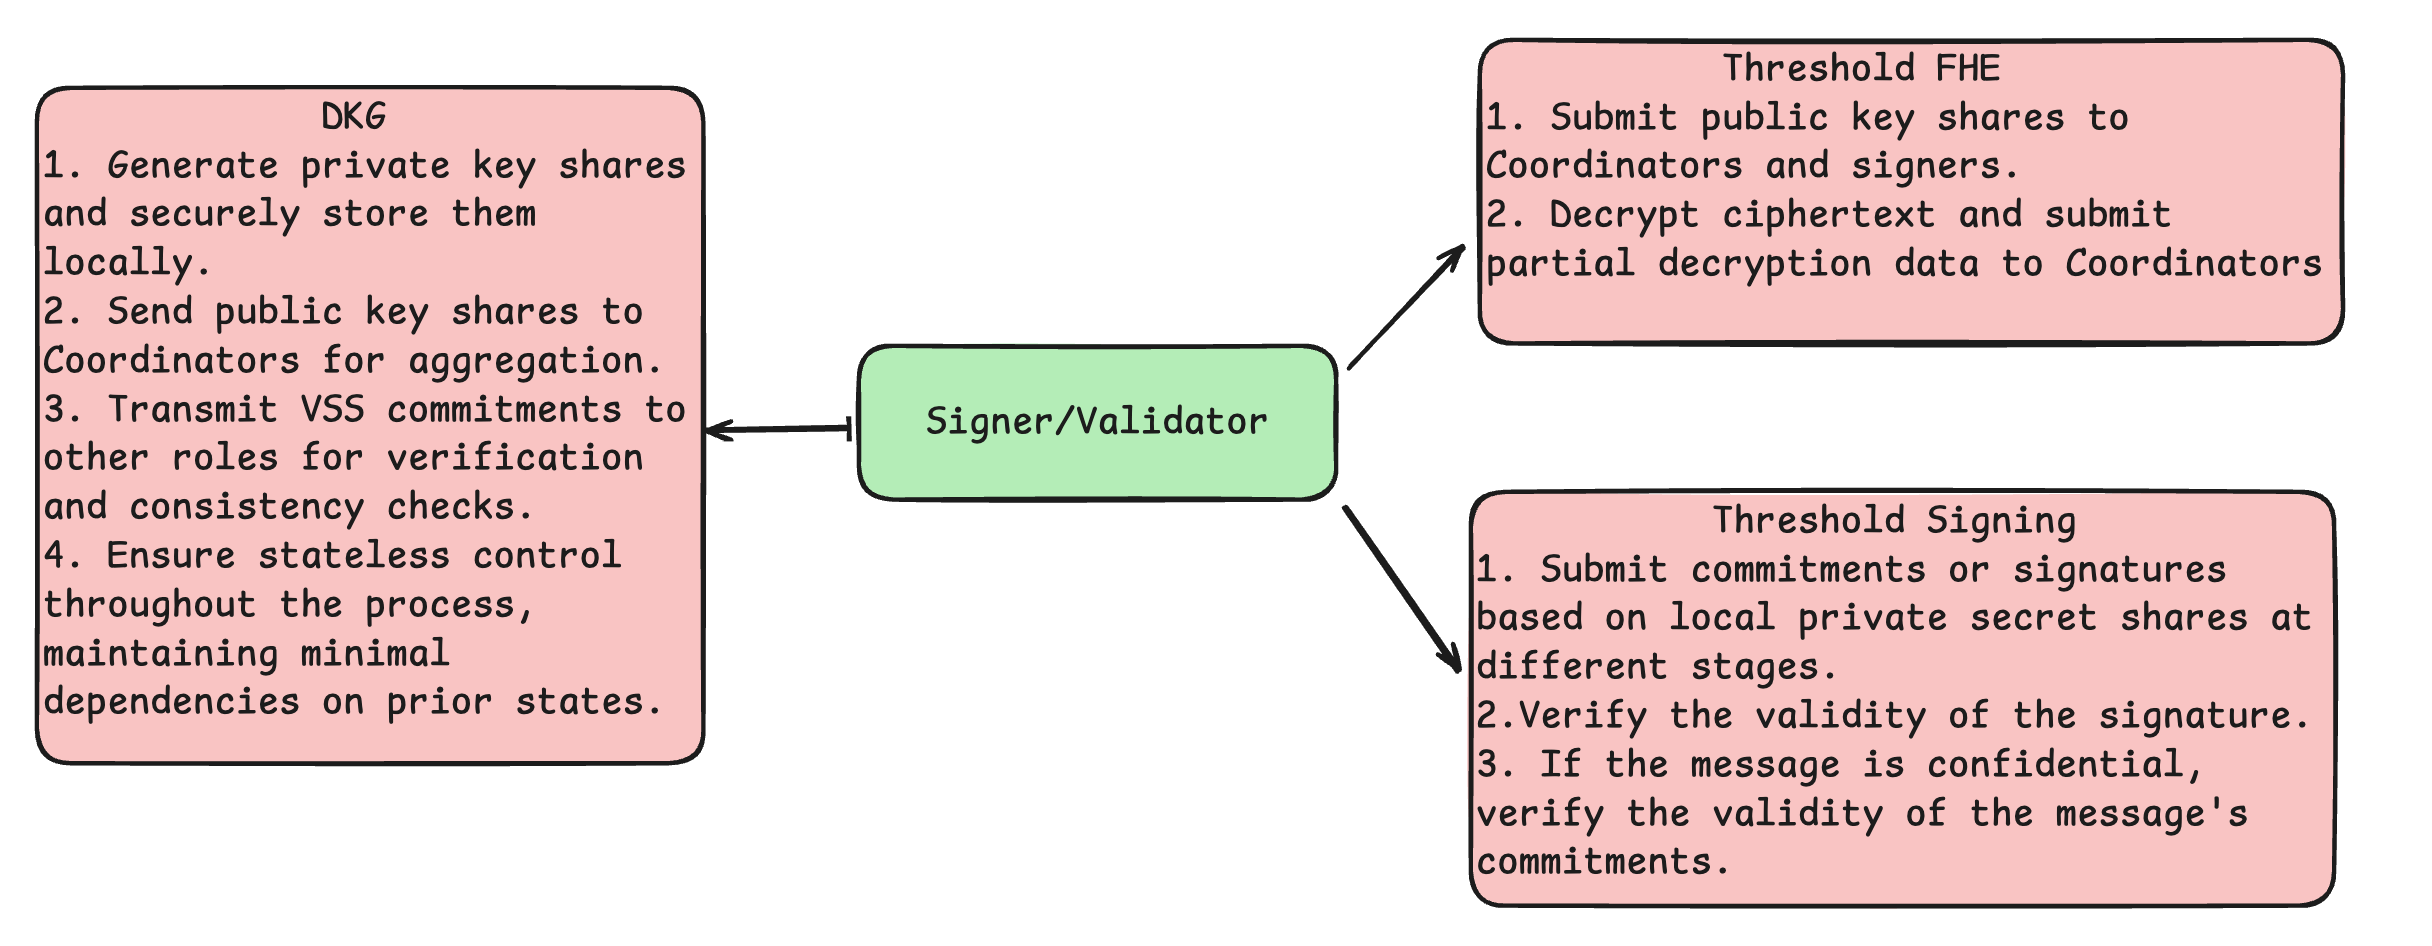 DKG
1. Generate private key shares
and securely store them
locally.
2. Send public key shares to
Coordinators for aggregation.
3. Transmit VSS commitments to
other roles for verification
and consistency checks.
4. Ensure stateless control
throughout the process,
maintaining minimal
dependencies on prior states.
Signer/Validator
Threshold FHE
1. Submit public key shares to
Coordinators and signers.
2. Decrypt ciphertext and submit
partial decryption data to Coordinators
Threshold Signing
1. Submit commitments or signatures
based on local private secret shares at
different stages.
2.Verify the validity of the signature.
3. If the message is confidential,
verify the validity of the message's
commitments.